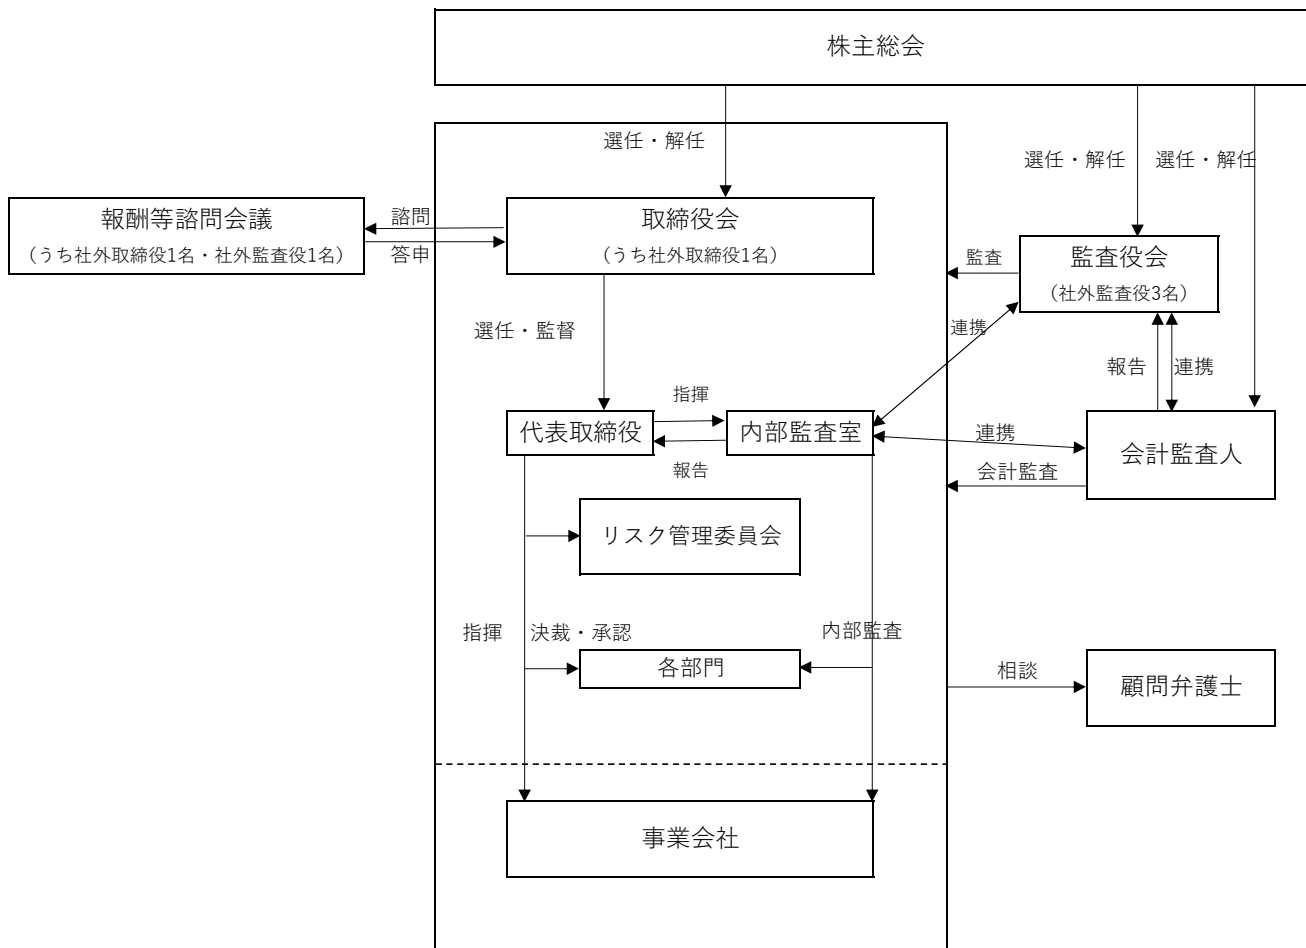 株主総会
選任・解任
選任・解任
選任・解任
報酬等諮問会議
（うち社外取締役1名・社外監査役1名）
諮問
答申
取締役会
（うち社外取締役1名）
監査
監査役会
（社外監査役3名）
選任・監督
連携
報告
連携
代表取締役
指揮
報告
内部監査室
連携
会計監査
会計監査人
リスク管理委員会
指揮
決裁・承認
内部監査
各部門
相談
顧問弁護士
事業会社